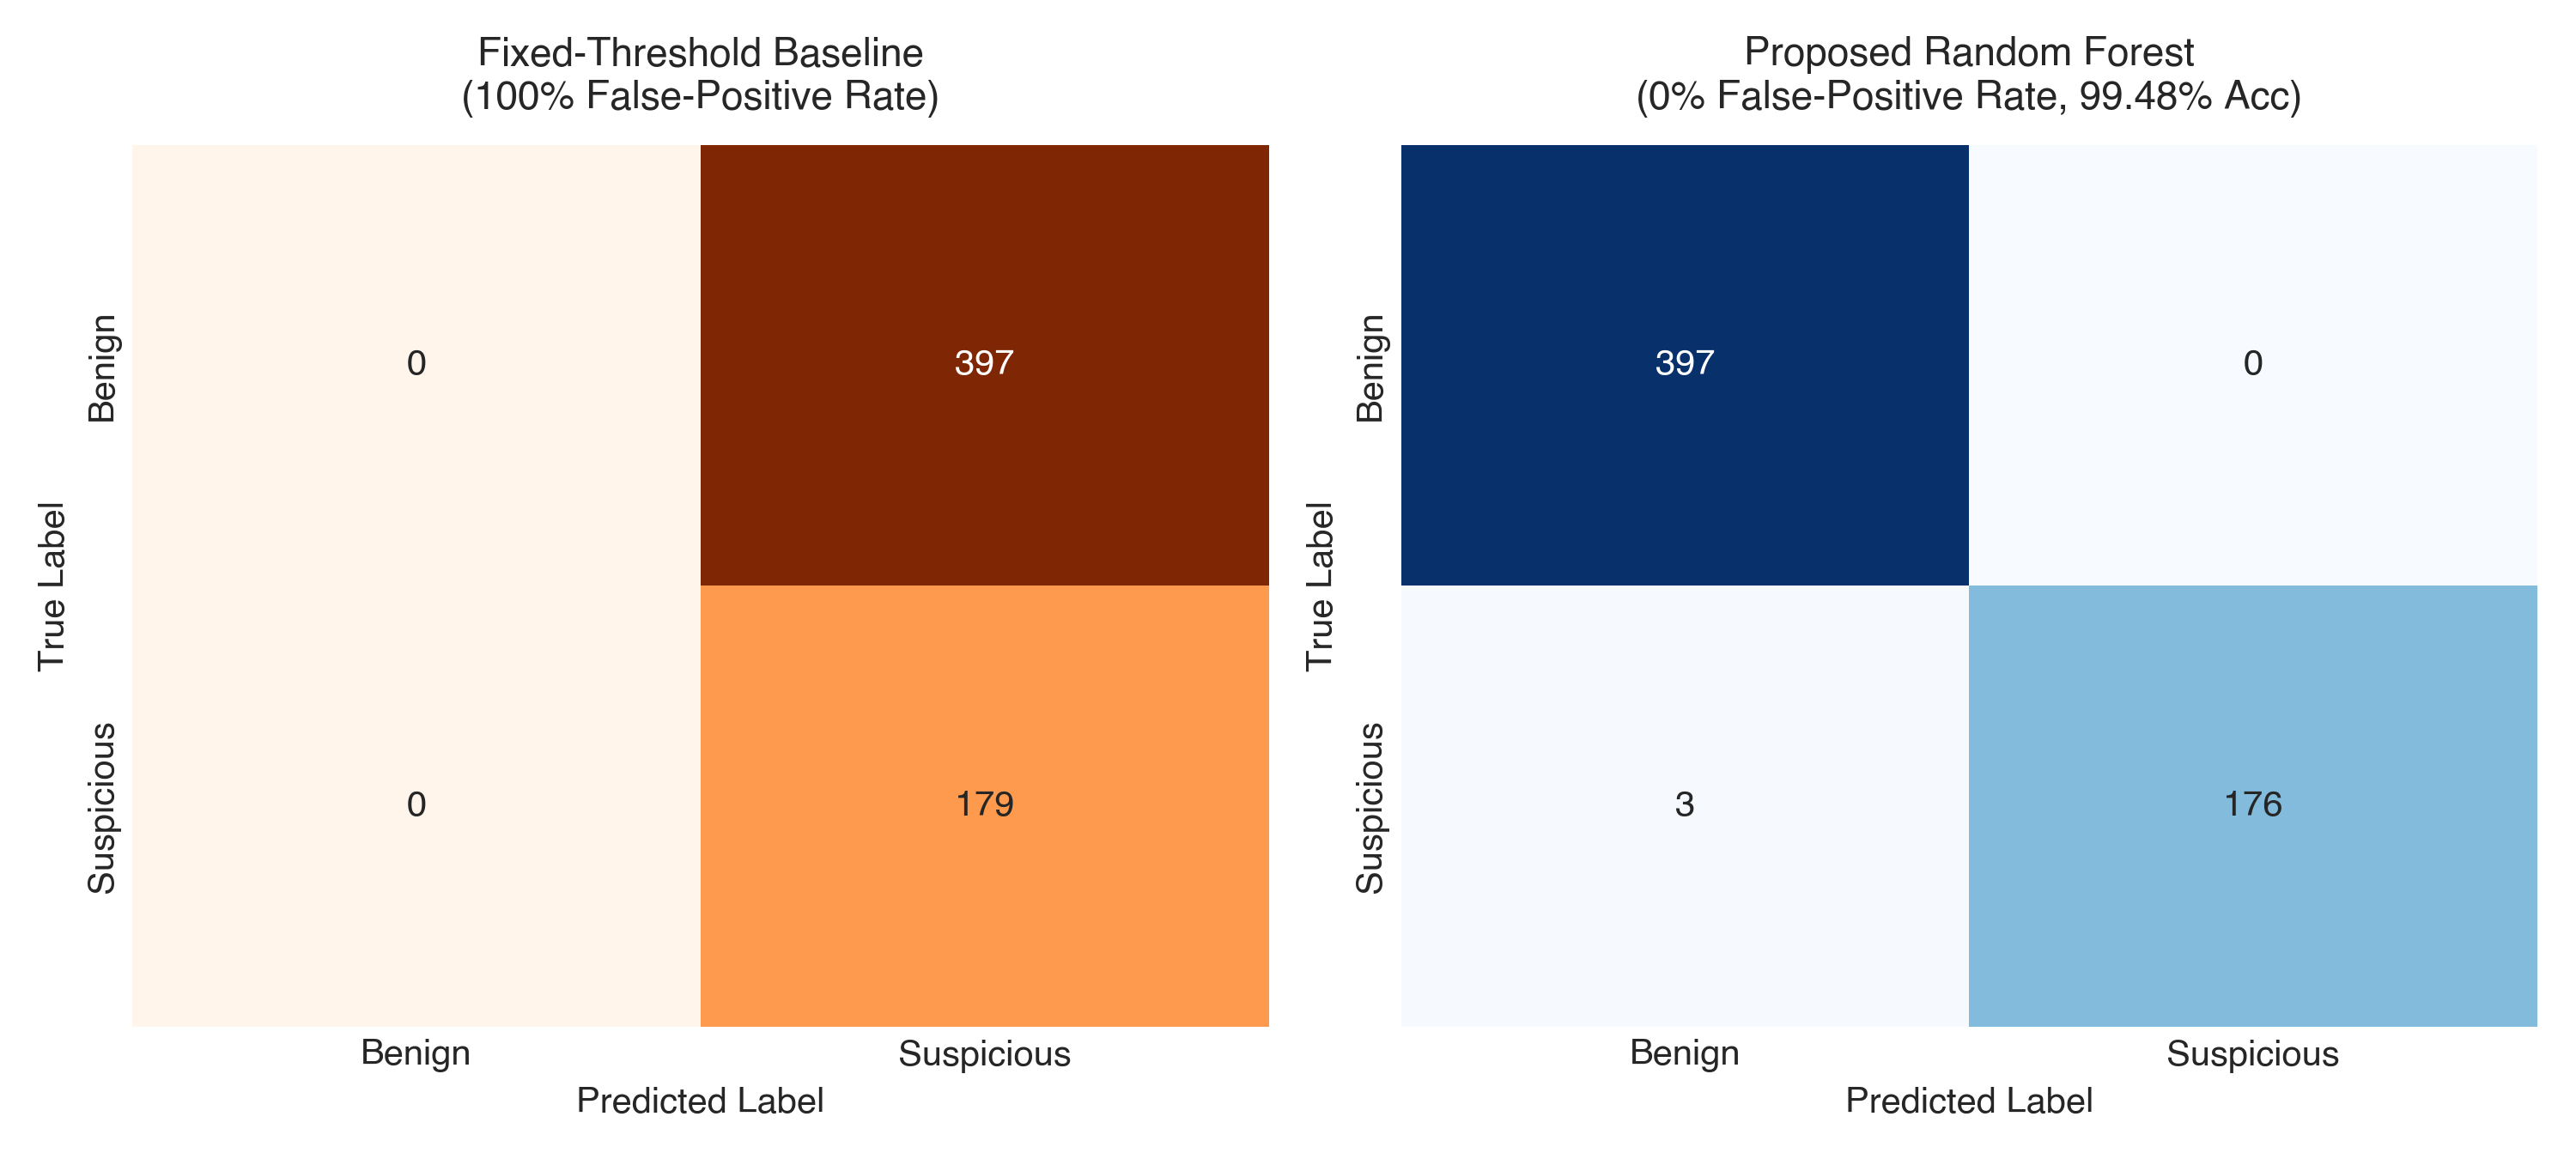 Fixed-Threshold Baseline
(100% False-Positive Rate)
True Label
Benign
Suspicious
0
397
0
179
Benign
Suspicious
Predicted Label
Proposed Random Forest
(0% False-Positive Rate, 99.48% Acc)
True Label
Benign
Suspicious
397
0
3
176
Benign
Suspicious
Predicted Label